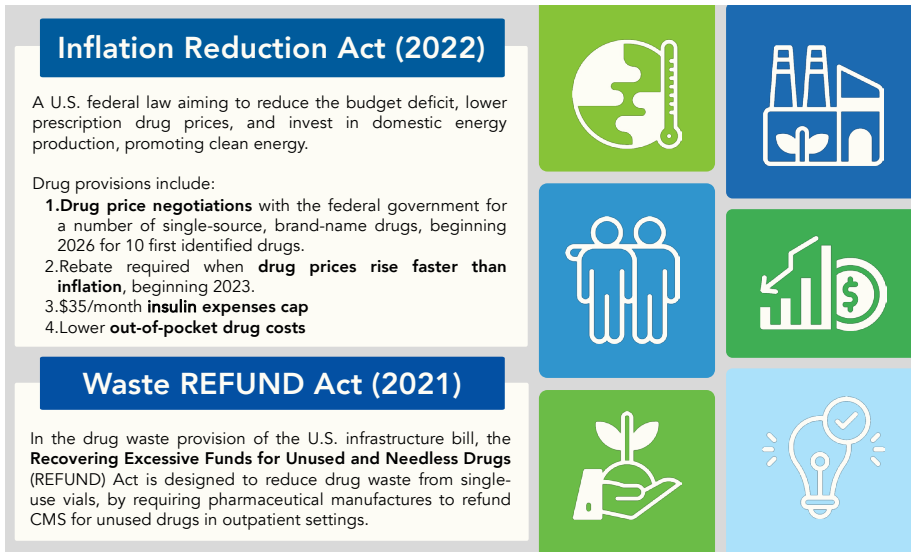 Inflation Reduction Act (2022)
A U.S. federal law aiming to reduce the budget deficit, lower
prescription drug prices, and invest in domestic energy
production, promoting clean energy.
Drug provisions include:
1.Drug price negotiations with the federal government for
a number of single-source, brand-name drugs, beginning
2026 for 10 first identified drugs.
2.Rebate required when drug prices rise faster than
inflation, beginning 2023.
3.$35/month insulin expenses cap
4.Lower out-of-pocket drug costs
Waste REFUND Act (2021)
In the drug waste provision of the U.S. infrastructure bill, the
Recovering Excessive Funds for Unused and Needless Drugs
(REFUND) Act is designed to reduce drug waste from single-
use vials, by requiring pharmaceutical manufactures to refund
CMS for unused drugs in outpatient settings.
$